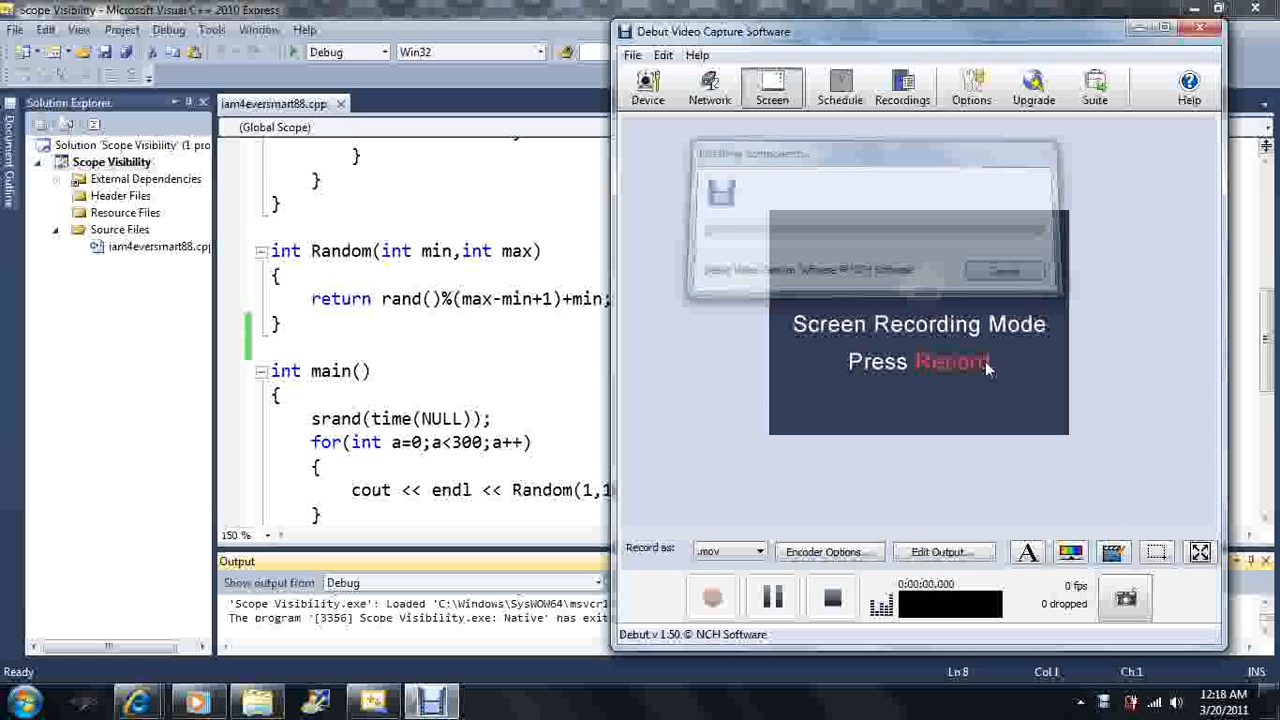 Scope Visibility - Microsoft Visual C++ 2010 Express
File Edit View Project Debug Tools Window Help
Debug Win32
Solution Explorer
Solution 'Scope Visibility' (1 pro
Scope Visibility
External Dependencies
Header Files
Resource Files
Source Files
iam4eversmart88.cpp
Document Outline
iam4eversmart88.cpp
(Global Scope)
}
}
}
int Random(int min,int max)
{
return rand()%(max-min+1)+min;
}
int main()
{
srand(time(NULL));
for(int a=0;a<300;a++)
{
cout << endl << Random(1,1
}
150 %
Output
Show output from: Debug
'Scope Visibility.exe': Loaded 'C:\Windows\SysWOW64\msvcr1
The program '[3356] Scope Visibility.exe: Native' has exit
Debut Video Capture Software
File Edit Help
Device Network Screen Schedule Recordings Options Upgrade Suite Help
Screen Recording Mode
Press Record
Record as: .mov Encoder Options... Edit Output...
A
0:00:00.000
0 fps
0 dropped
Debut v 1.50 © NCH Software
Ready Ln 8 Col 1 Ch 1 INS
12:18 AM
3/20/2011